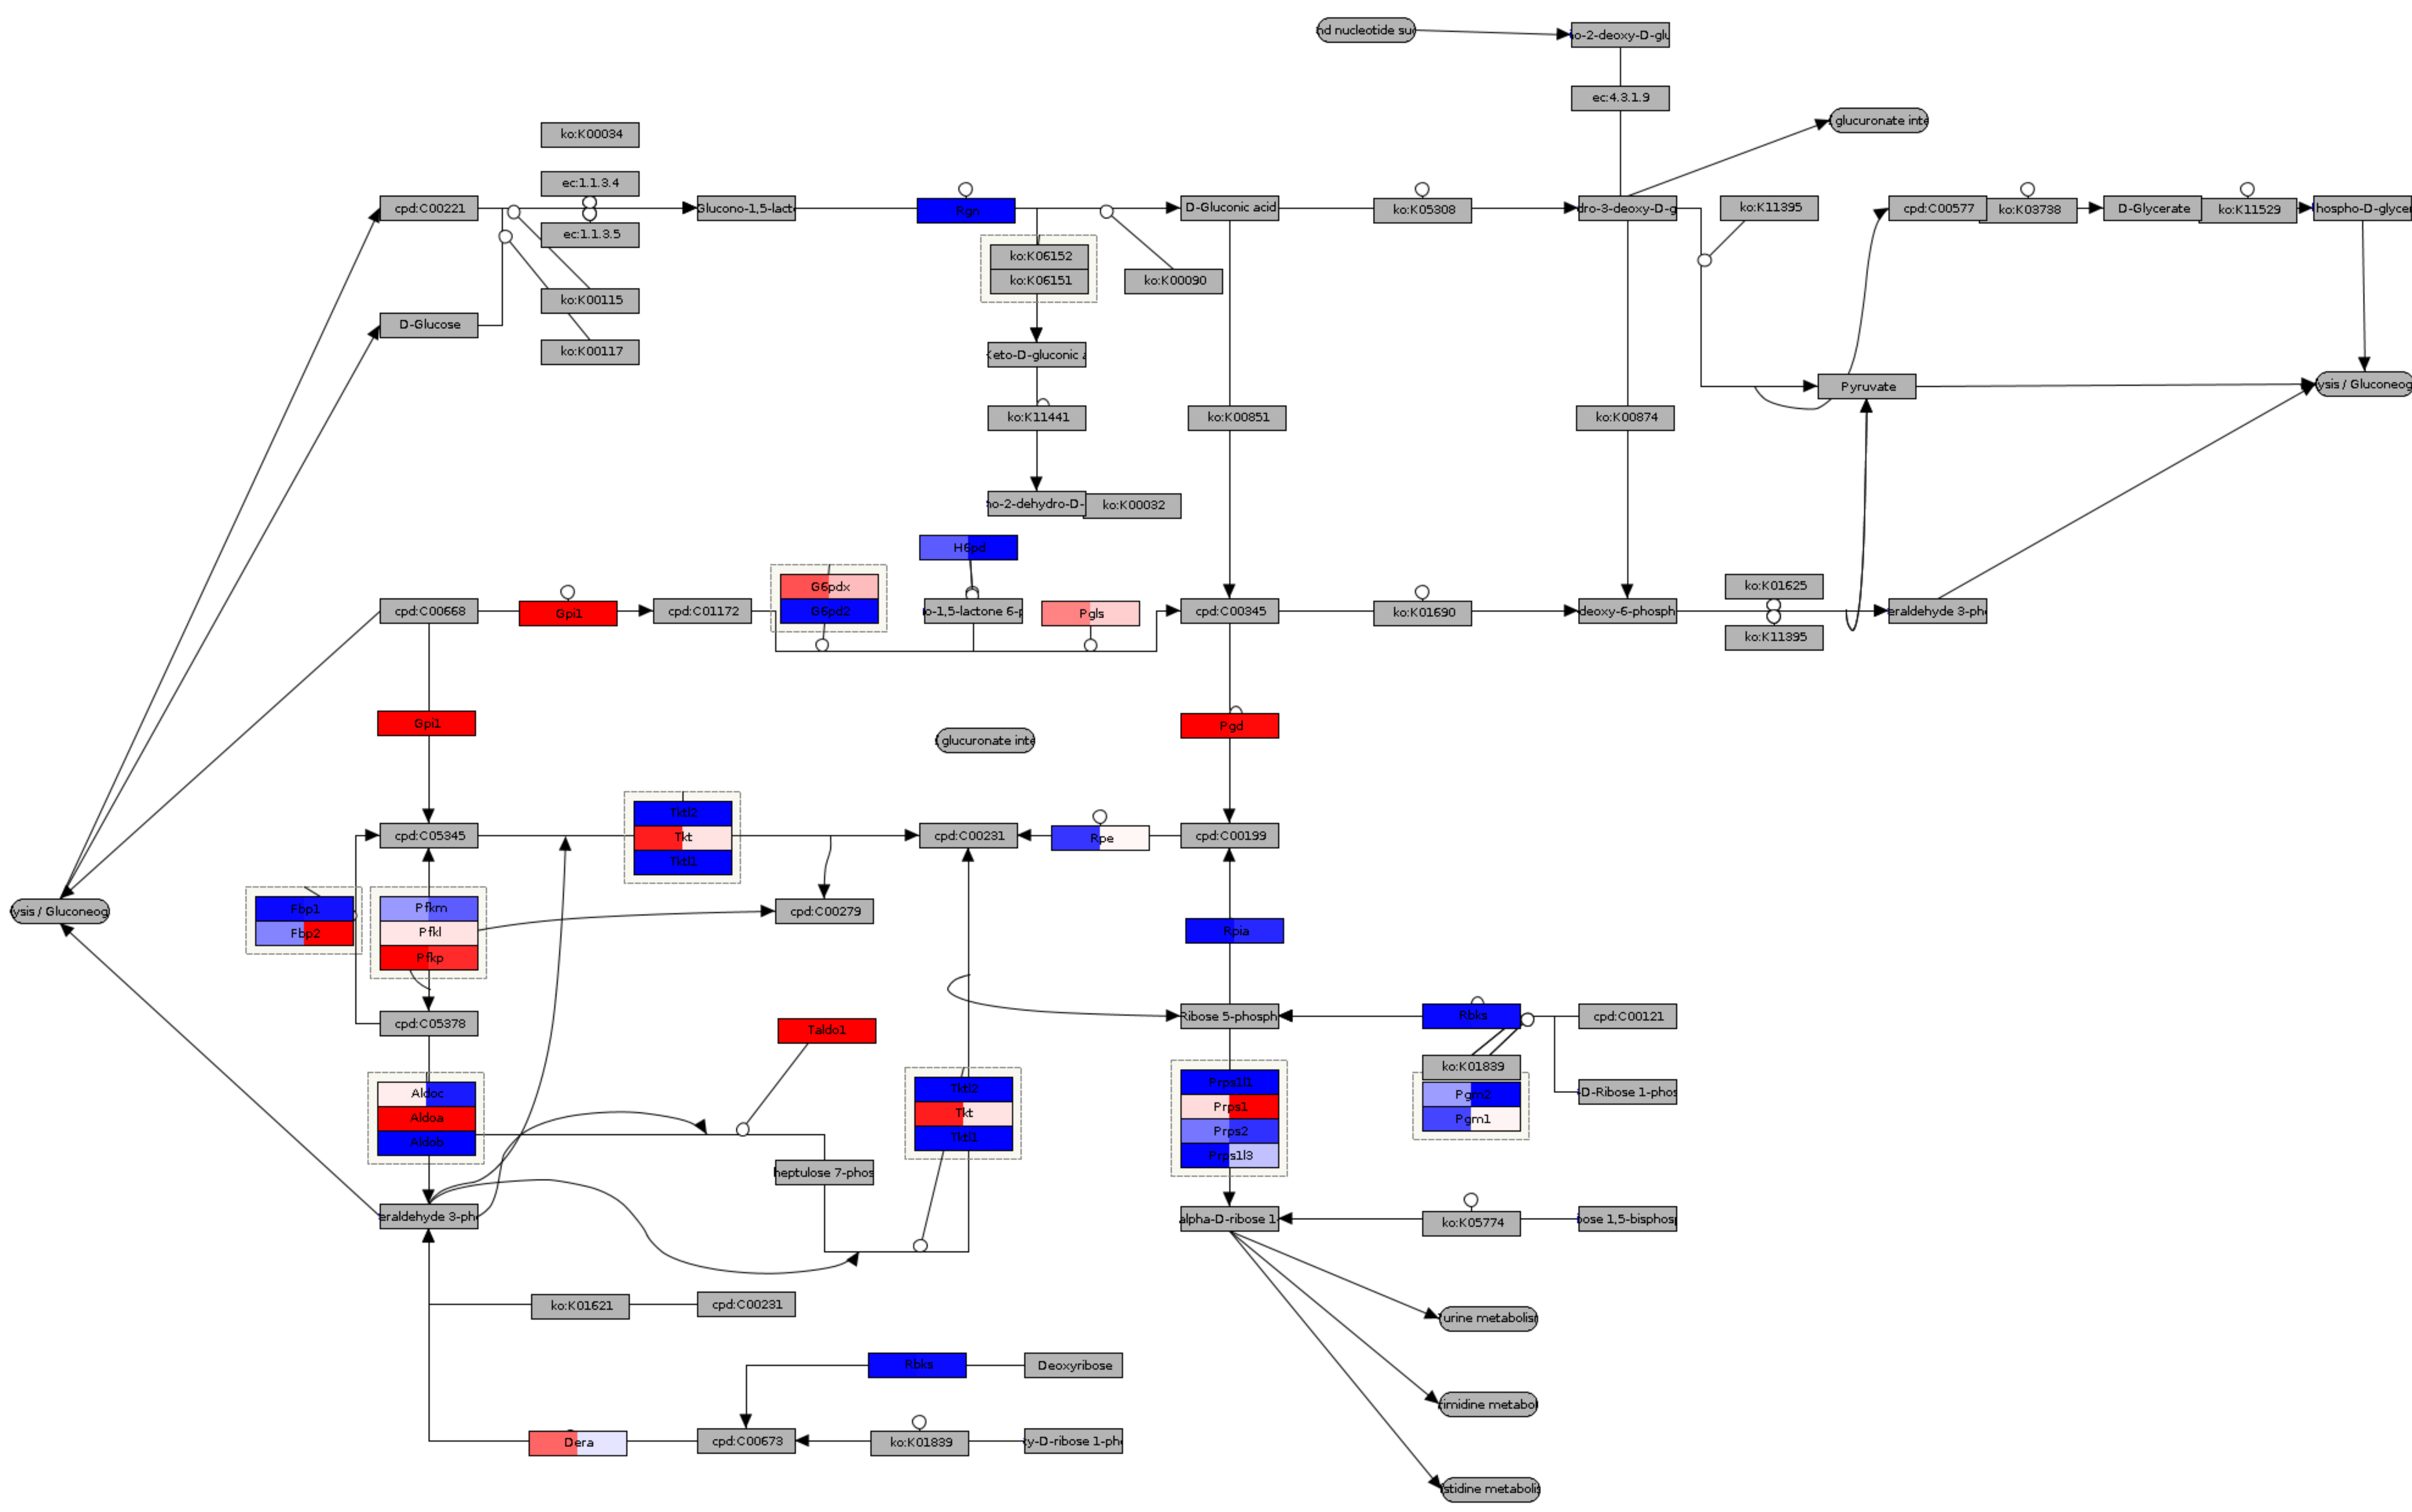 nd nucleotide su
o-2-deoxy-D-gl
ec:4.3.1.9
ko:K00034
glucuronate inte
ec:1.1.3.4
cpd:C00221
Glucono-1,5-lact
Rgn
D-Gluconic acid
ko:K05308
dro-3-deoxy-D-g
ko:K11395
cpd:C00577
ko:K03738
D-Glycerate
ko:K11529
hospho-D-glycer
ec:1.1.3.5
ko:K06152
ko:K06151
ko:K00090
ko:K00115
D-Glucose
ko:K00117
Keto-D-gluconic
Pyruvate
ysis / Gluconeog
ko:K11441
ko:K00851
ko:K00874
no-2-dehydro-D-
ko:K00032
H6pd
G6pdx
G6pd2
cpd:C00668
Gpi1
cpd:C01172
o-1,5-lactone 6-p
Pgls
cpd:C00345
ko:K01690
deoxy-6-phosph
ko:K01625
ko:K11395
eraldehyde 3-ph
Gpi1
glucuronate inte
Pgd
cpd:C05345
Tktl2
Tkt
Tktl1
cpd:C00231
Rpe
cpd:C00199
ysis / Gluconeog
Fbp1
Fbp2
Pfkm
Pfkl
Pfkp
cpd:C00279
Rpia
cpd:C05378
Taldo1
Ribose 5-phosph
Rbks
cpd:C00121
ko:K01839
Aldoc
Aldoa
Aldob
Tktl2
Tkt
Tktl1
Prps1l1
Prps1
Prps2
Prps1l3
Pgm2
Pgm1
D-Ribose 1-phos
heptulose 7-phos
eraldehyde 3-ph
alpha-D-ribose 1
ko:K05774
bose 1,5-bisphos
ko:K01621
cpd:C00231
urine metabolis
Rbks
Deoxyribose
rimidine metabo
Dera
cpd:C00673
ko:K01839
y-D-ribose 1-ph
stidine metabolis